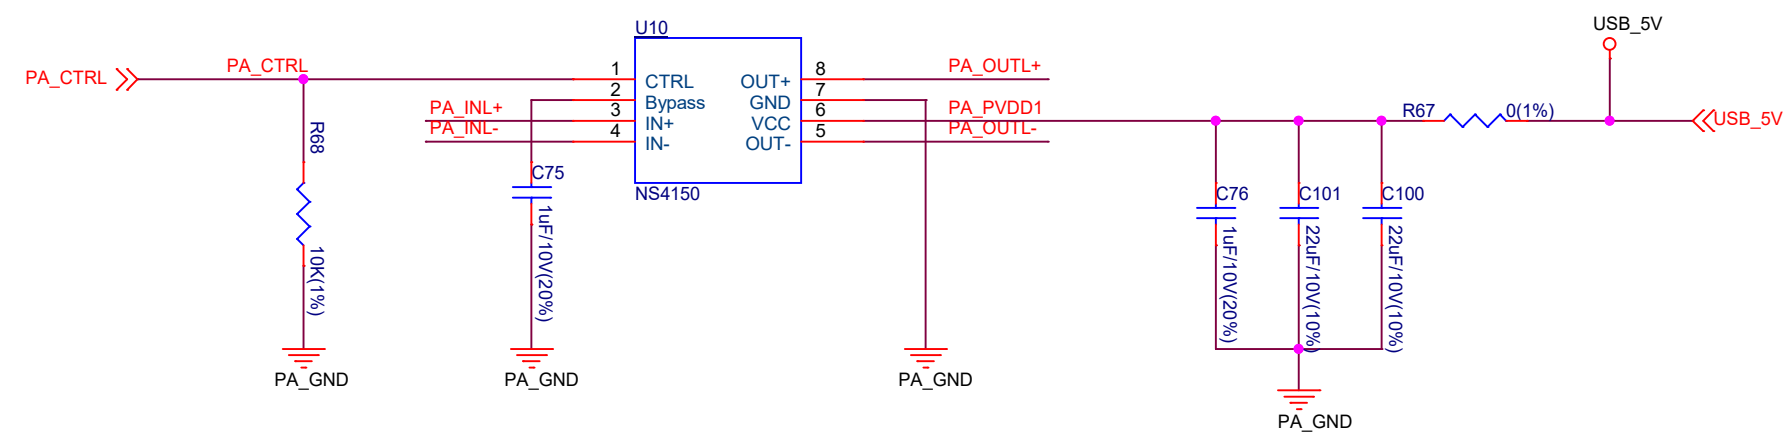 USB_5V
U10
PA_CTRL
PA_CTRL
1
CTRL
OUT+
8
PA_OUTL+
2
Bypass
GND
7
PA_INL+
3
IN+
VCC
6
PA_PVDD1
R67
0(1%)
USB_5V
PA_INL-
4
IN-
OUT-
5
PA_OUTL-
NS4150
R68
10K(1%)
C75
1uF/10V(20%)
C76
1uF/10V(20%)
C101
22uF/10V(10%)
C100
22uF/10V(10%)
PA_GND
PA_GND
PA_GND
PA_GND